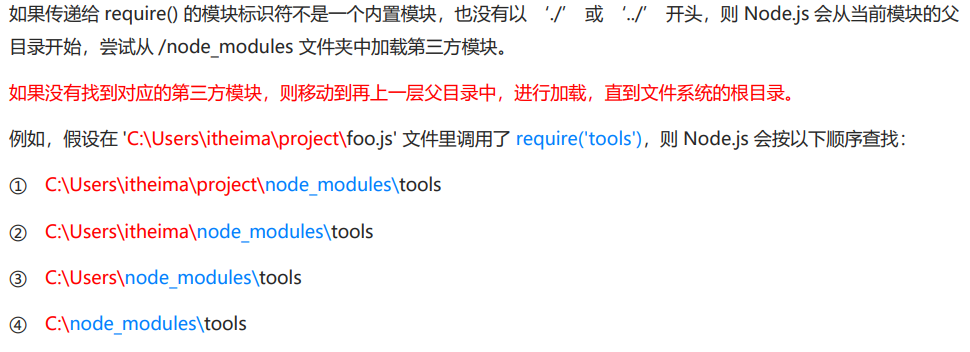 如果传递给 require() 的模块标识符不是一个内置模块，也没有以 ‘./’ 或 ‘../’ 开头，则 Node.js 会从当前模块的父
目录开始，尝试从 /node_modules 文件夹中加载第三方模块。
如果没有找到对应的第三方模块，则移动到再上一层父目录中，进行加载，直到文件系统的根目录。
例如，假设在 'C:\Users\itheima\project\foo.js' 文件里调用了 require('tools')，则 Node.js 会按以下顺序查找：
① C:\Users\itheima\project\node_modules\tools
② C:\Users\itheima\node_modules\tools
③ C:\Users\node_modules\tools
④ C:\node_modules\tools